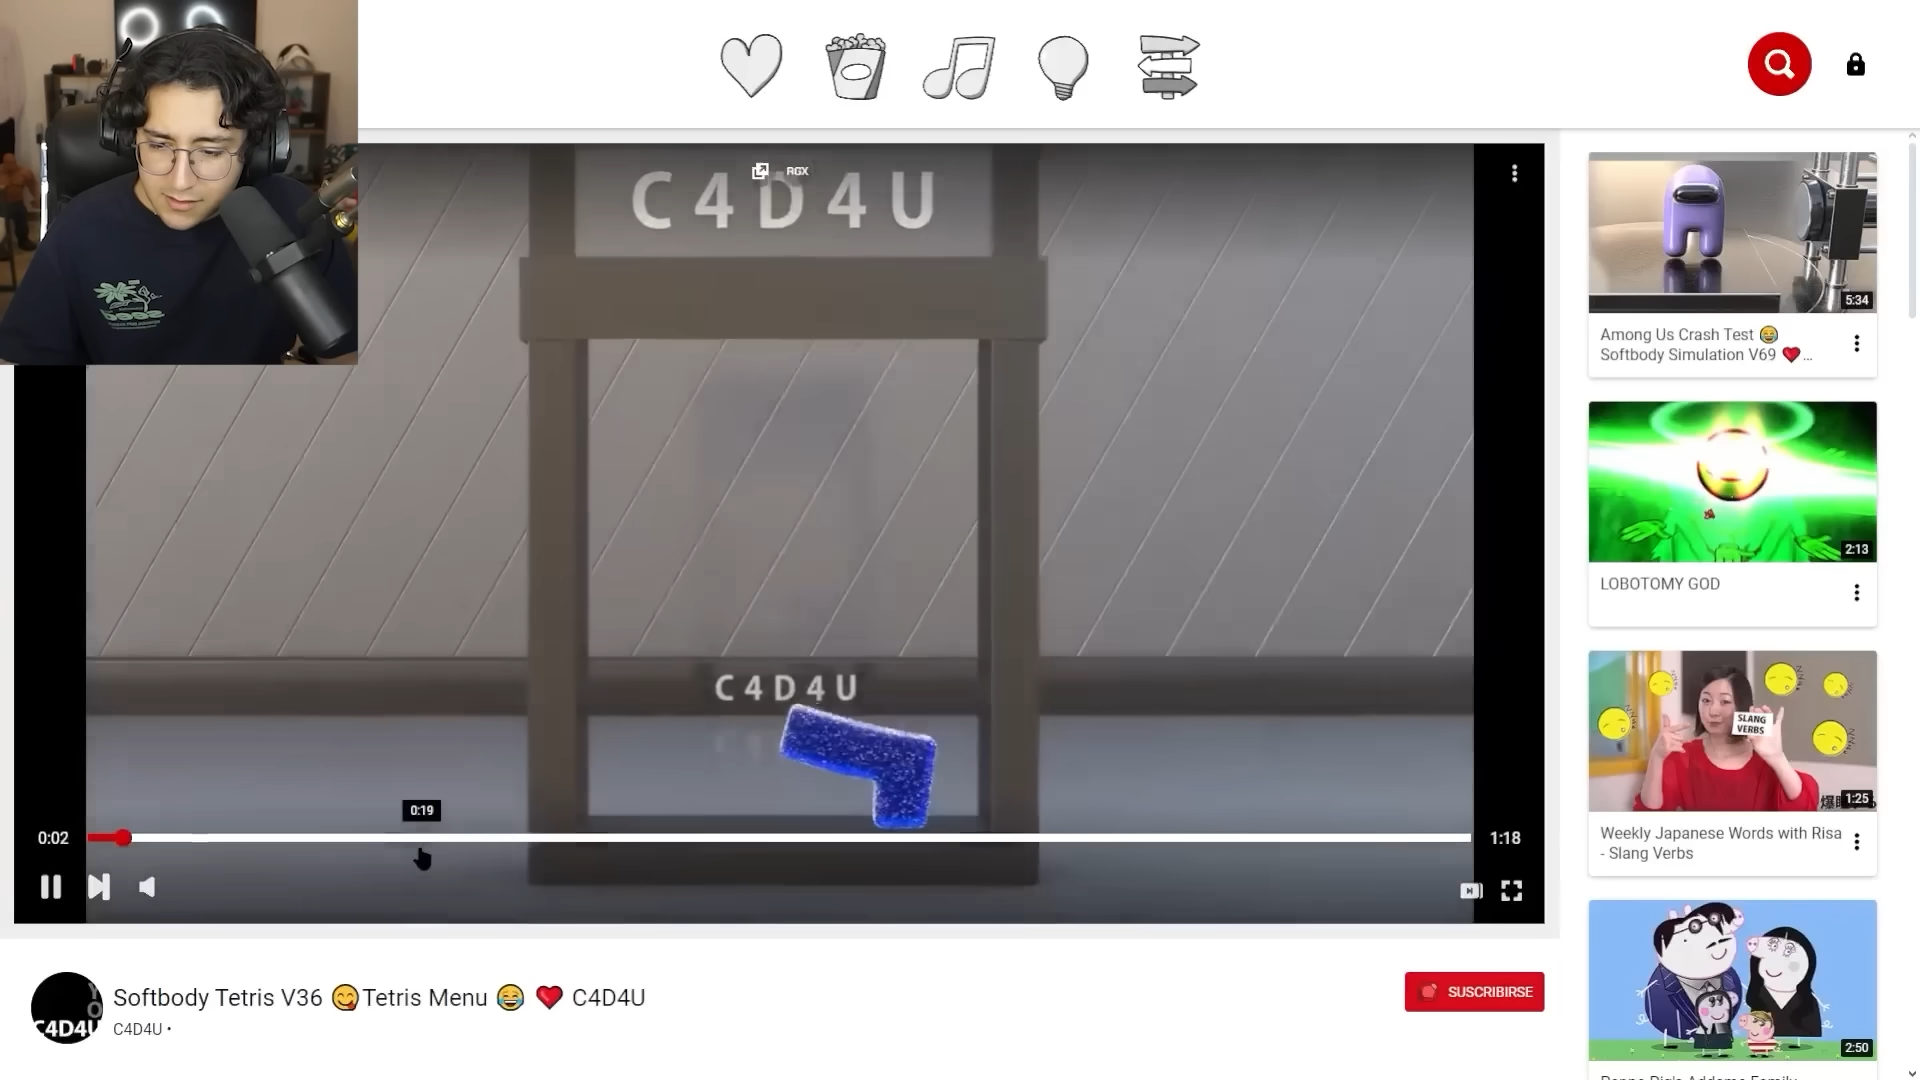 RGX
C4D4U
C4D4U
0:19
0:02
1:18
Softbody Tetris V36 😋Tetris Menu 😂 ❤️ C4D4U
C4D4U •
C4D4U
SUSCRIBIRSE
5:34
Among Us Crash Test 😂
Softbody Simulation V69 ❤️...
2:13
LOBOTOMY GOD
SLANG
VERBS
1:25
Weekly Japanese Words with Risa
- Slang Verbs
2:50